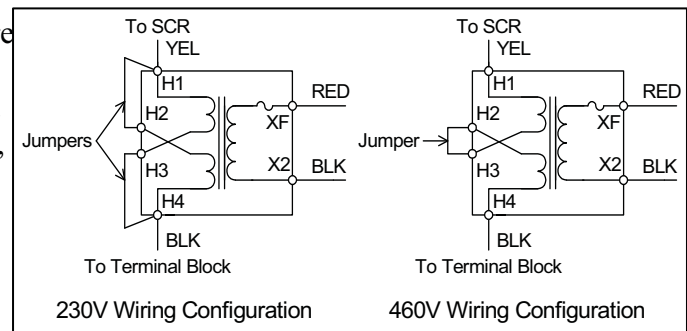 re
,
To SCR
YEL
H1
H2
Jumpers
H3
H4
BLK
To Terminal Block
RED
XF
X2
BLK
230V Wiring Configuration
To SCR
YEL
H1
H2
Jumper
H3
H4
BLK
To Terminal Block
RED
XF
X2
BLK
460V Wiring Configuration